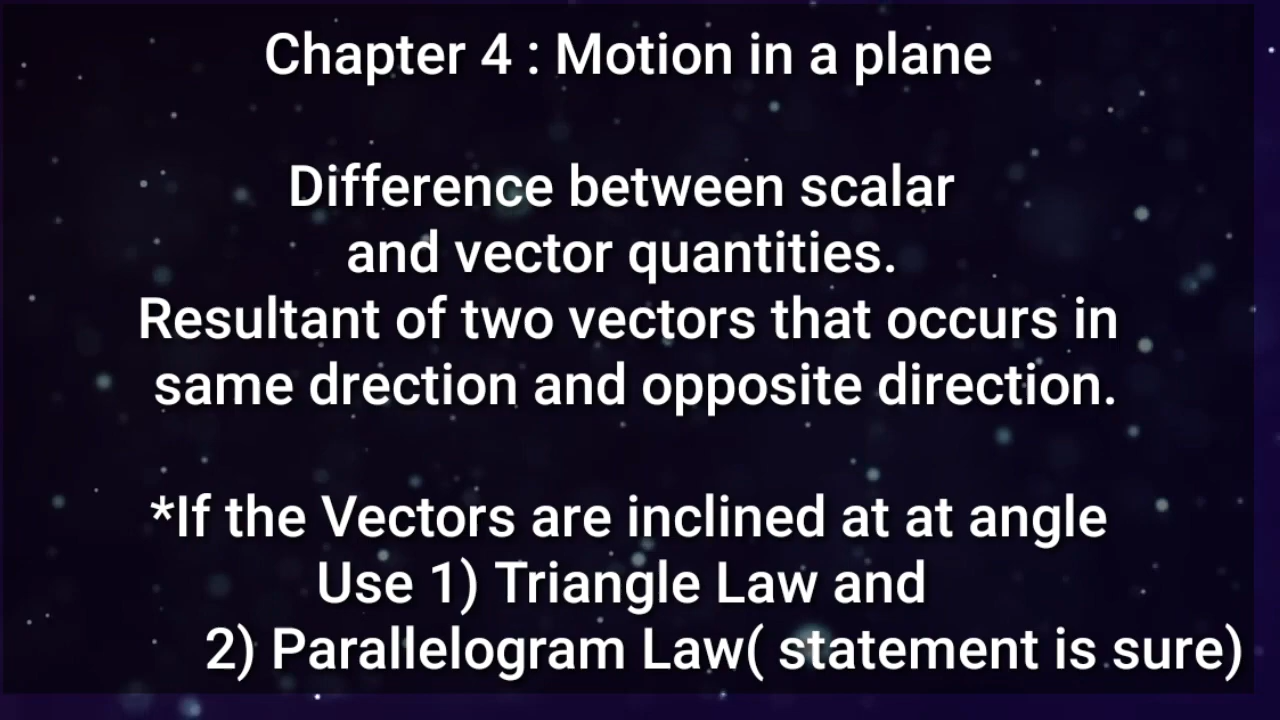 Chapter 4 : Motion in a plane
Difference between scalar
and vector quantities.
Resultant of two vectors that occurs in
same drection and opposite direction.
*If the Vectors are inclined at at angle
Use 1) Triangle Law and
2) Parallelogram Law( statement is sure)